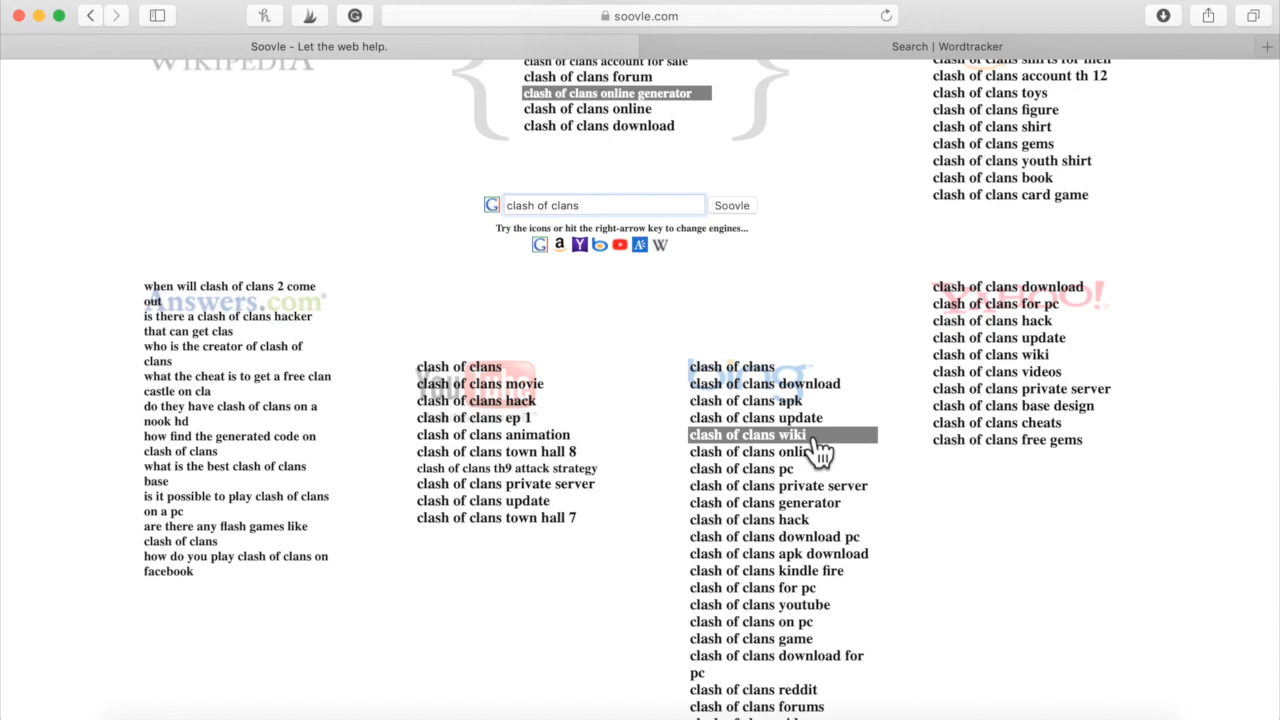 soovle.com
Soovle - Let the web help.
Search | Wordtracker
WIKIPEDIA
clash of clans account for sale
clash of clans forum
clash of clans online generator
clash of clans online
clash of clans download
clash of clans shirts for men
clash of clans account th 12
clash of clans toys
clash of clans figure
clash of clans shirt
clash of clans gems
clash of clans youth shirt
clash of clans book
clash of clans card game
clash of clans
Soovle
Try the icons or hit the right-arrow key to change engines...
Answers.com
when will clash of clans 2 come
out
is there a clash of clans hacker
that can get clas
who is the creator of clash of
clans
what the cheat is to get a free clan
castle on cla
do they have clash of clans on a
nook hd
how find the generated code on
clash of clans
what is the best clash of clans
base
is it possible to play clash of clans
on a pc
are there any flash games like
clash of clans
how do you play clash of clans on
facebook
YouTube
clash of clans
clash of clans movie
clash of clans hack
clash of clans ep 1
clash of clans animation
clash of clans town hall 8
clash of clans th9 attack strategy
clash of clans private server
clash of clans update
clash of clans town hall 7
bing
clash of clans
clash of clans download
clash of clans apk
clash of clans update
clash of clans wiki
clash of clans onli
clash of clans pc
clash of clans private server
clash of clans generator
clash of clans hack
clash of clans download pc
clash of clans apk download
clash of clans kindle fire
clash of clans for pc
clash of clans youtube
clash of clans on pc
clash of clans game
clash of clans download for
pc
clash of clans reddit
clash of clans forums
YAHOO!
clash of clans download
clash of clans for pc
clash of clans hack
clash of clans update
clash of clans wiki
clash of clans videos
clash of clans private server
clash of clans base design
clash of clans cheats
clash of clans free gems